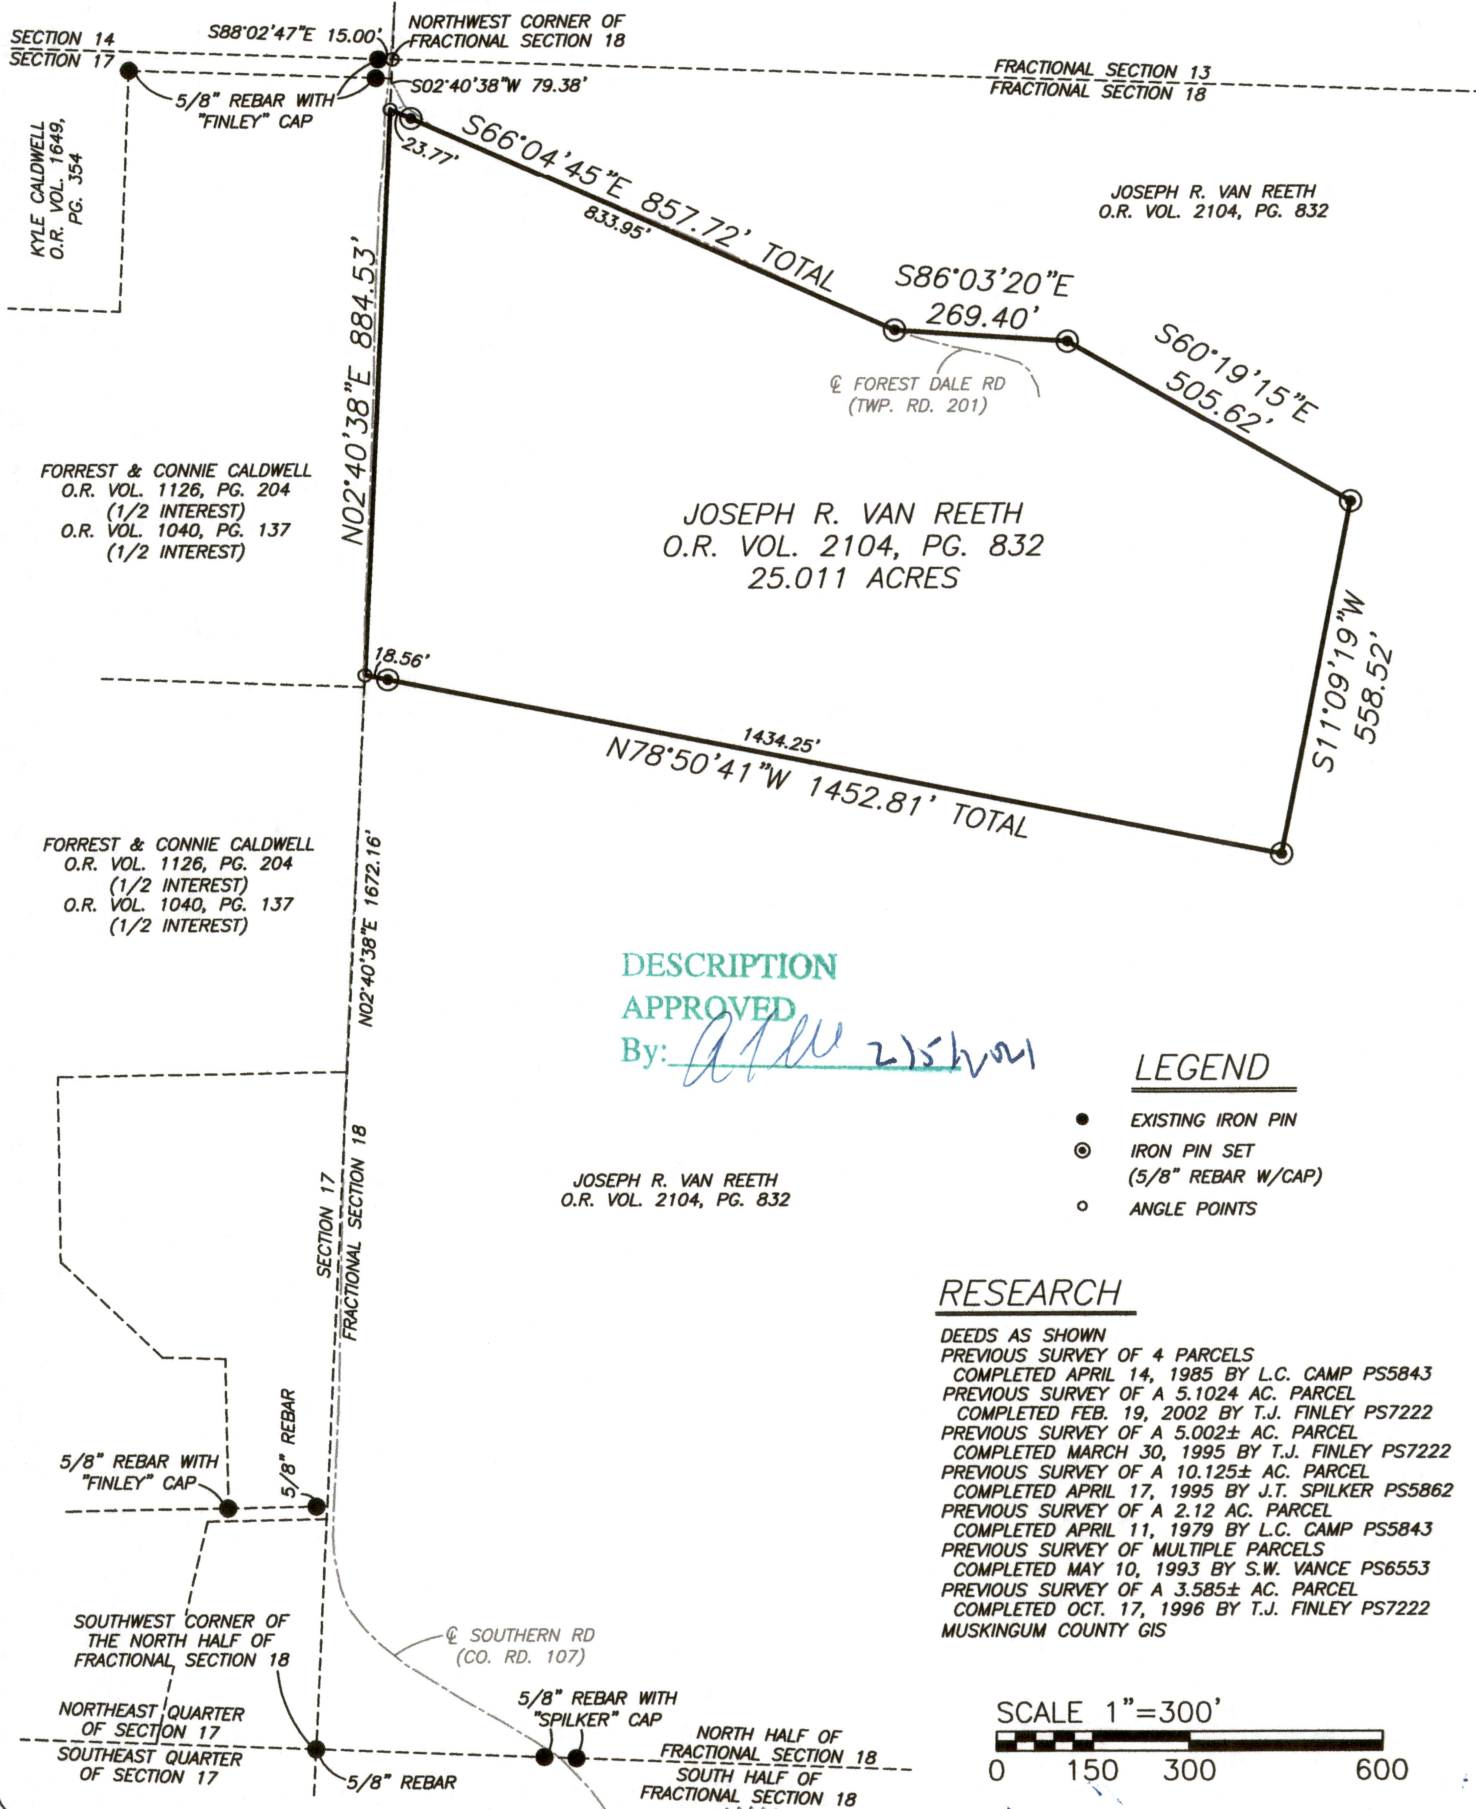 SECTION 14
SECTION 17
S88°02'47"E 15.00'
NORTHWEST CORNER OF
FRACTIONAL SECTION 18
FRACTIONAL SECTION 13
FRACTIONAL SECTION 18
5/8" REBAR WITH
"FINLEY" CAP
S02°40'38"W 79.38'
KYLE CALDWELL
O.R. VOL. 1649,
PG. 354
23.77'
S66°04'45"E 857.72' TOTAL
833.95'
JOSEPH R. VAN REETH
O.R. VOL. 2104, PG. 832
S86°03'20"E
269.40'
S60°19'15"E
505.62'
℄ FOREST DALE RD
(TWP. RD. 201)
N02°40'38"E 884.53'
FORREST & CONNIE CALDWELL
O.R. VOL. 1126, PG. 204
(1/2 INTEREST)
O.R. VOL. 1040, PG. 137
(1/2 INTEREST)
JOSEPH R. VAN REETH
O.R. VOL. 2104, PG. 832
25.011 ACRES
S11°09'19"W
558.52'
18.56'
1434.25'
N78°50'41"W 1452.81' TOTAL
FORREST & CONNIE CALDWELL
O.R. VOL. 1126, PG. 204
(1/2 INTEREST)
O.R. VOL. 1040, PG. 137
(1/2 INTEREST)
N02°40'38"E 1672.16'
DESCRIPTION
APPROVED
By: 2/5/2021
LEGEND
EXISTING IRON PIN
IRON PIN SET
(5/8" REBAR W/CAP)
ANGLE POINTS
SECTION 17
FRACTIONAL SECTION 18
JOSEPH R. VAN REETH
O.R. VOL. 2104, PG. 832
RESEARCH
DEEDS AS SHOWN
PREVIOUS SURVEY OF 4 PARCELS
COMPLETED APRIL 14, 1985 BY L.C. CAMP PS5843
PREVIOUS SURVEY OF A 5.1024 AC. PARCEL
COMPLETED FEB. 19, 2002 BY T.J. FINLEY PS7222
PREVIOUS SURVEY OF A 5.002± AC. PARCEL
COMPLETED MARCH 30, 1995 BY T.J. FINLEY PS7222
PREVIOUS SURVEY OF A 10.125± AC. PARCEL
COMPLETED APRIL 17, 1995 BY J.T. SPILKER PS5862
PREVIOUS SURVEY OF A 2.12 AC. PARCEL
COMPLETED APRIL 11, 1979 BY L.C. CAMP PS5843
PREVIOUS SURVEY OF MULTIPLE PARCELS
COMPLETED MAY 10, 1993 BY S.W. VANCE PS6553
PREVIOUS SURVEY OF A 3.585± AC. PARCEL
COMPLETED OCT. 17, 1996 BY T.J. FINLEY PS7222
MUSKINGUM COUNTY GIS
5/8" REBAR WITH
"FINLEY" CAP
5/8" REBAR
SOUTHWEST CORNER OF
THE NORTH HALF OF
FRACTIONAL SECTION 18
℄ SOUTHERN RD
(CO. RD. 107)
NORTHEAST QUARTER
OF SECTION 17
SOUTHEAST QUARTER
OF SECTION 17
5/8" REBAR
5/8" REBAR WITH
"SPILKER" CAP
NORTH HALF OF
FRACTIONAL SECTION 18
SOUTH HALF OF
FRACTIONAL SECTION 18
SCALE 1"=300'
0 150 300 600